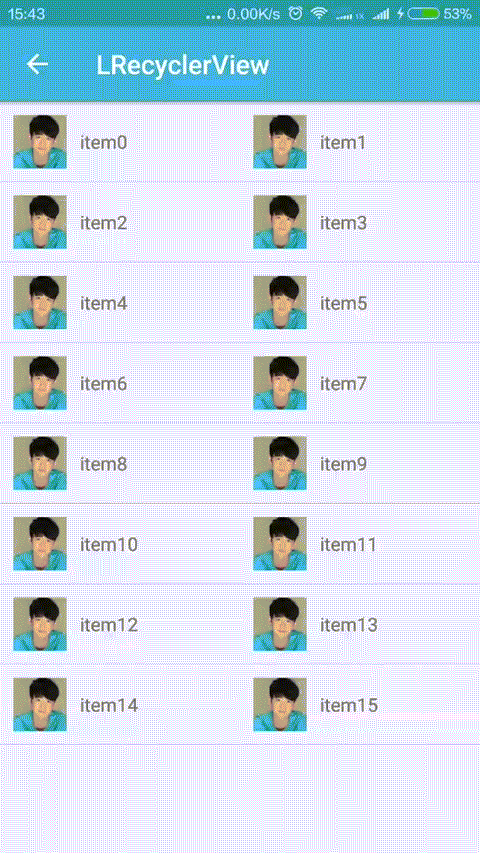 15:43 ... 0.00K/s 1X 53%
LRecyclerView
item0 item1
item2 item3
item4 item5
item6 item7
item8 item9
item10 item11
item12 item13
item14 item15